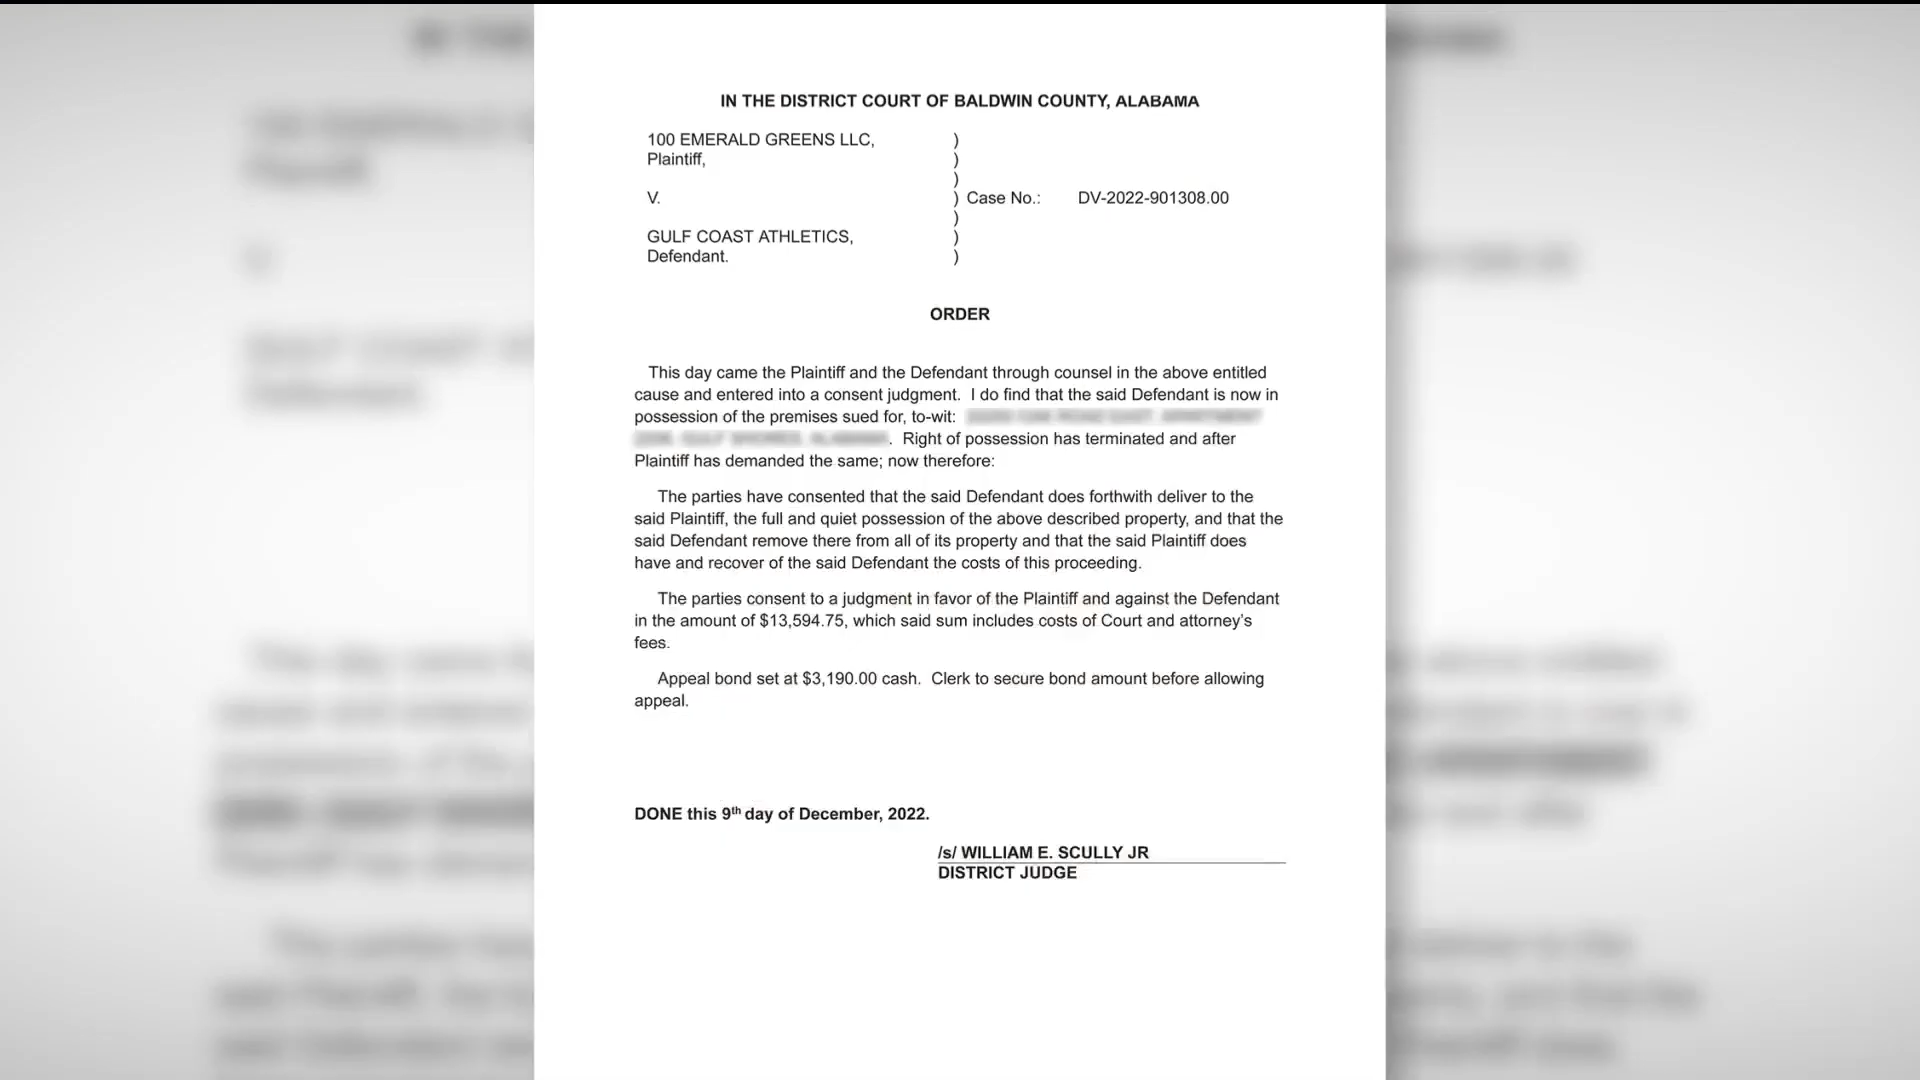 IN THE DISTRICT COURT OF BALDWIN COUNTY, ALABAMA
100 EMERALD GREENS LLC, )
Plaintiff, )
)
V. ) Case No.: DV-2022-901308.00
)
GULF COAST ATHLETICS, )
Defendant. )
ORDER
This day came the Plaintiff and the Defendant through counsel in the above entitled
cause and entered into a consent judgment. I do find that the said Defendant is now in
possession of the premises sued for, to-wit:
. Right of possession has terminated and after
Plaintiff has demanded the same; now therefore:
The parties have consented that the said Defendant does forthwith deliver to the
said Plaintiff, the full and quiet possession of the above described property, and that the
said Defendant remove there from all of its property and that the said Plaintiff does
have and recover of the said Defendant the costs of this proceeding.
The parties consent to a judgment in favor of the Plaintiff and against the Defendant
in the amount of $13,594.75, which said sum includes costs of Court and attorney's
fees.
Appeal bond set at $3,190.00 cash. Clerk to secure bond amount before allowing
appeal.
DONE this 9th day of December, 2022.
/s/ WILLIAM E. SCULLY JR
DISTRICT JUDGE